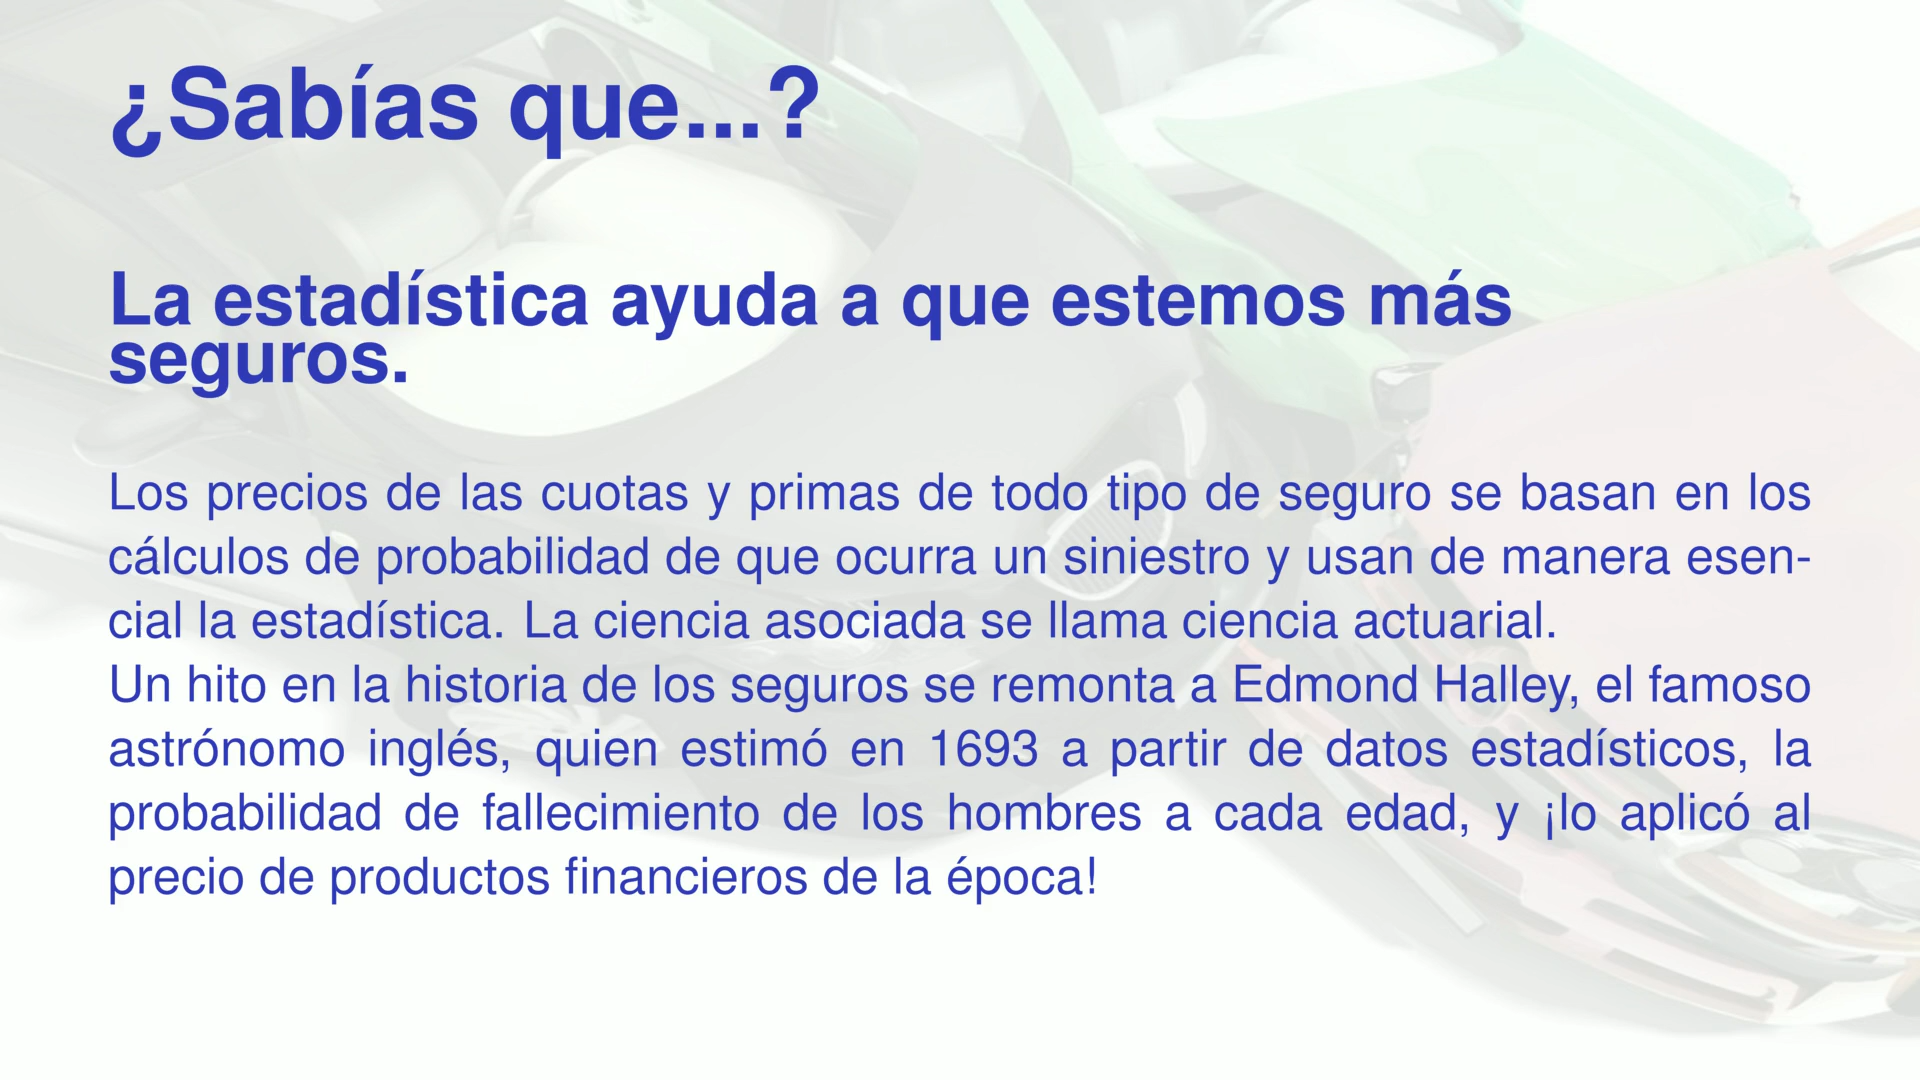 ¿Sabías que...?
La estadística ayuda a que estemos más
seguros.
Los precios de las cuotas y primas de todo tipo de seguro se basan en los
cálculos de probabilidad de que ocurra un siniestro y usan de manera esen-
cial la estadística. La ciencia asociada se llama ciencia actuarial.
Un hito en la historia de los seguros se remonta a Edmond Halley, el famoso
astrónomo inglés, quien estimó en 1693 a partir de datos estadísticos, la
probabilidad de fallecimiento de los hombres a cada edad, y ¡lo aplicó al
precio de productos financieros de la época!